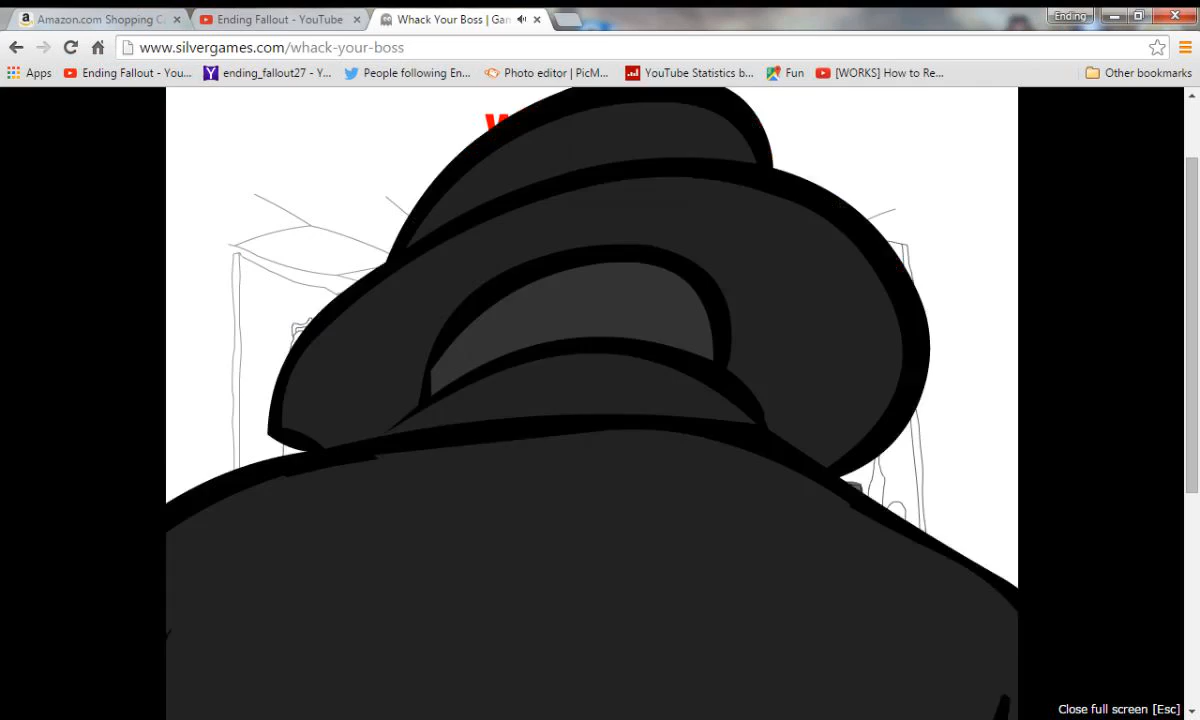 Amazon.com Shopping C
Ending Fallout - YouTube
Whack Your Boss | Gan
Ending
www.silvergames.com/whack-your-boss
Apps
Ending Fallout - You...
ending_fallout27 - Y...
People following En...
Photo editor | PicM...
YouTube Statistics b...
Fun
[WORKS] How to Re...
Other bookmarks
W
Close full screen [Esc]